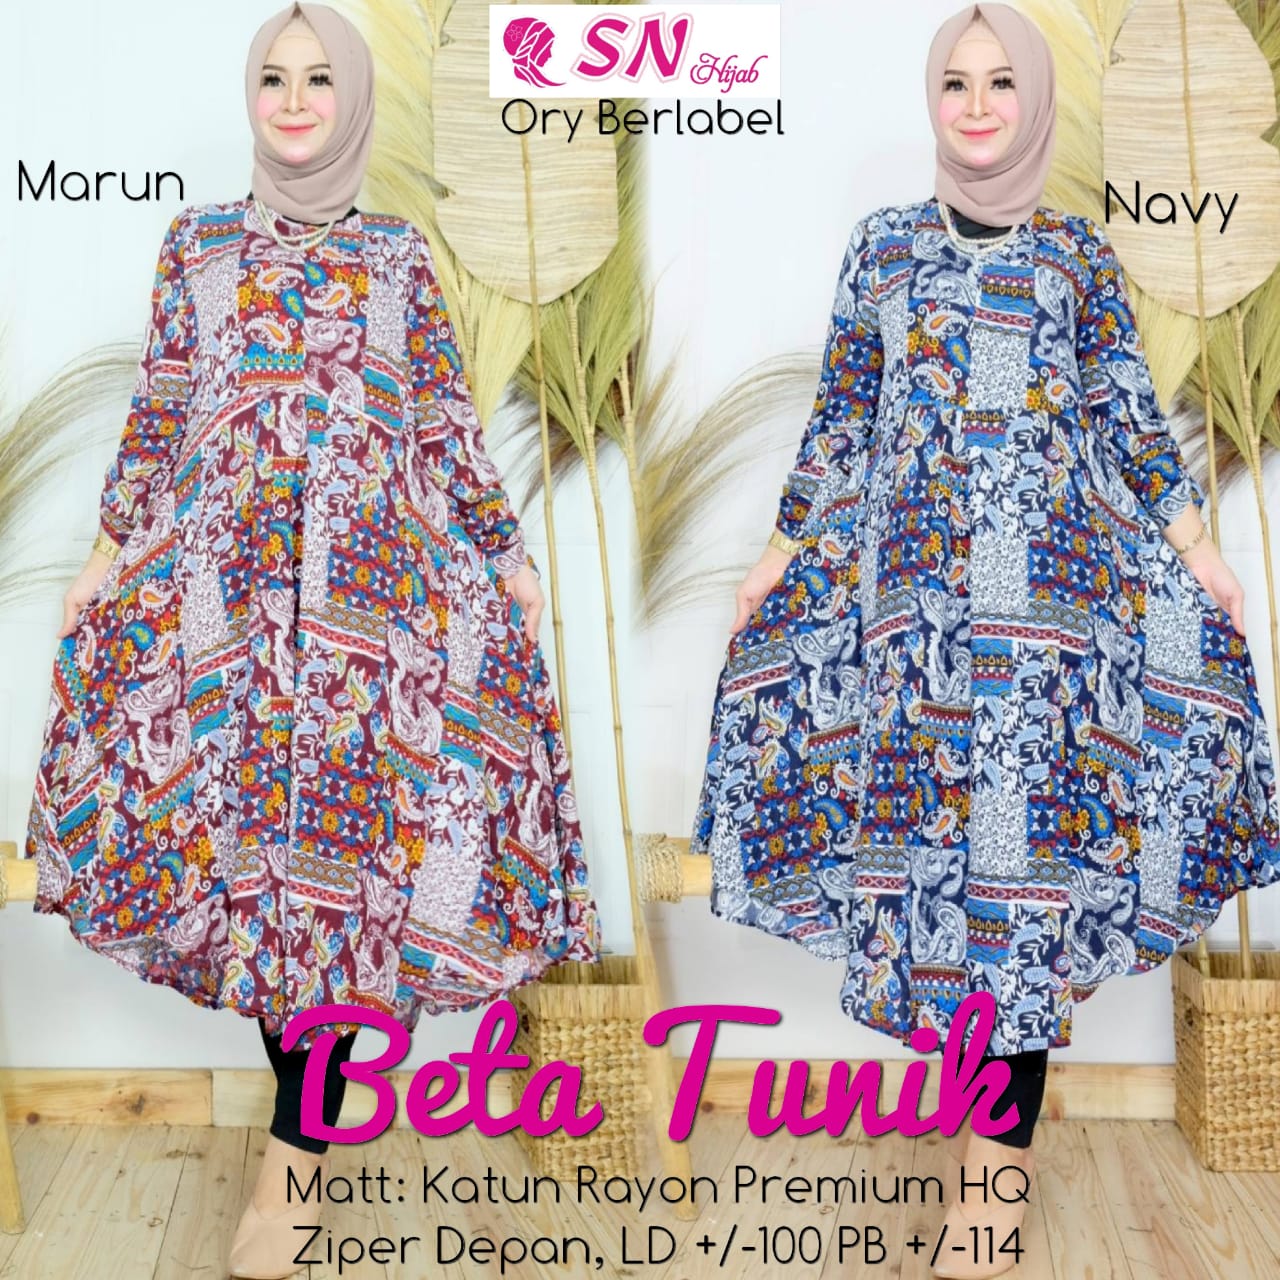 SN Hijab
Ory Berlabel
Marun
Navy
Beta Tunik
Matt: Katun Rayon Premium HQ
Ziper Depan, LD +/-100 PB +/-114